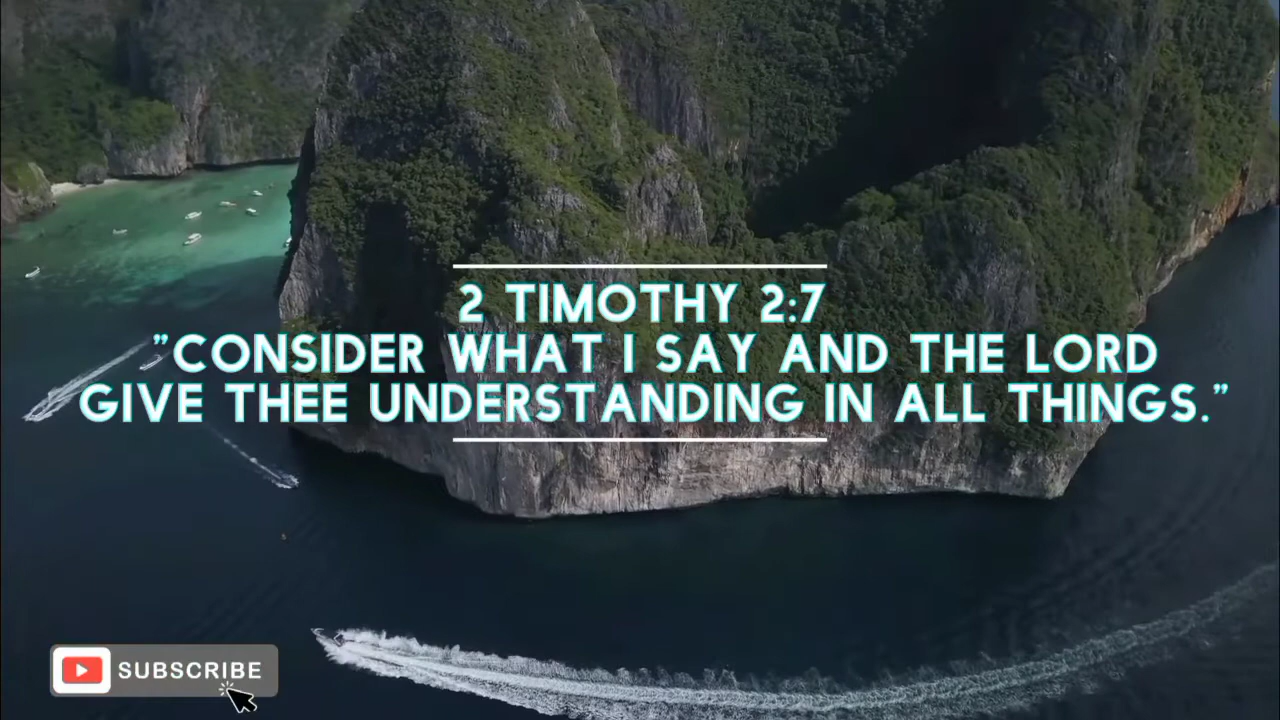 2 TIMOTHY 2:7
"CONSIDER WHAT I SAY AND THE LORD
GIVE THEE UNDERSTANDING IN ALL THINGS."
SUBSCRIBE